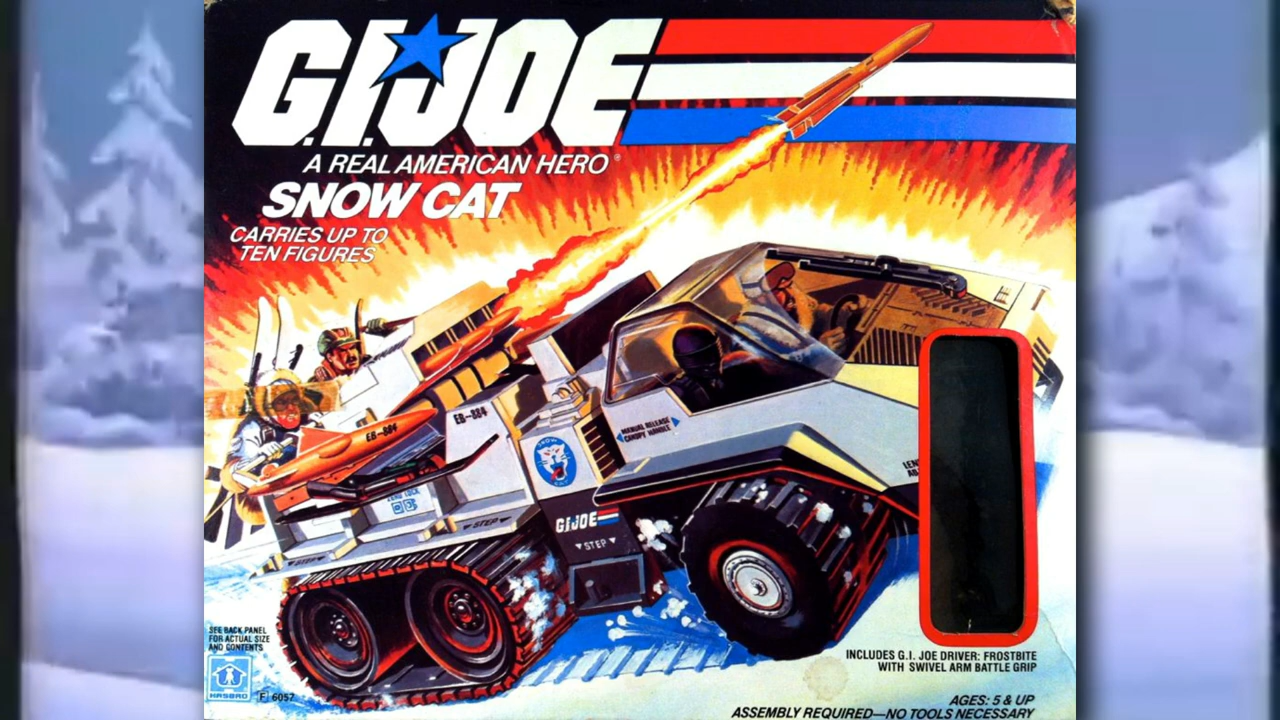 G.I. JOE
A REAL AMERICAN HERO®
SNOW CAT
CARRIES UP TO
TEN FIGURES
EB-884
EB-884
MANUAL RELEASE
CANOPY HANDLE
SNOW
CAT
STEP
G.I. JOE
STEP
STEP
SEE BACK PANEL
FOR ACTUAL SIZE
AND CONTENTS
HASBRO
F 6057
INCLUDES G.I. JOE DRIVER: FROSTBITE
WITH SWIVEL ARM BATTLE GRIP
AGES: 5 & UP
ASSEMBLY REQUIRED—NO TOOLS NECESSARY